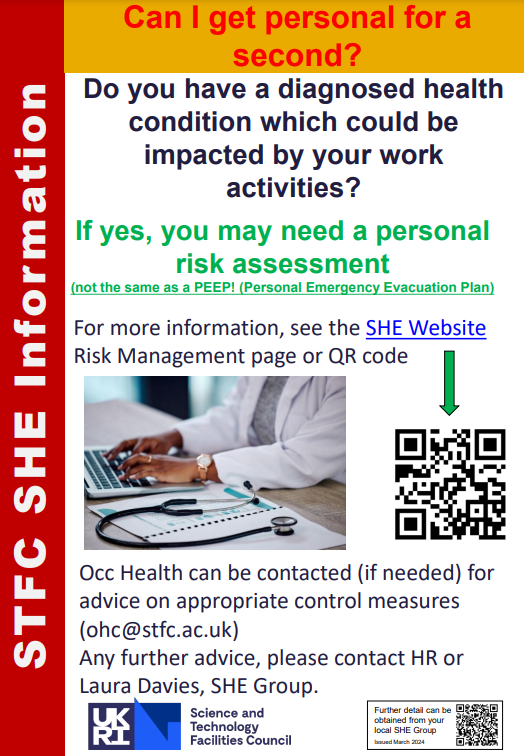 STFC SHE Information
Can I get personal for a
second?
Do you have a diagnosed health
condition which could be
impacted by your work
activities?
If yes, you may need a personal
risk assessment
(not the same as a PEEP! (Personal Emergency Evacuation Plan)
For more information, see the SHE Website
Risk Management page or QR code
Occ Health can be contacted (if needed) for
advice on appropriate control measures
(ohc@stfc.ac.uk)
Any further advice, please contact HR or
Laura Davies, SHE Group.
UK
RI
Science and
Technology
Facilities Council
Further detail can be
obtained from your
local SHE Group
Issued March 2024